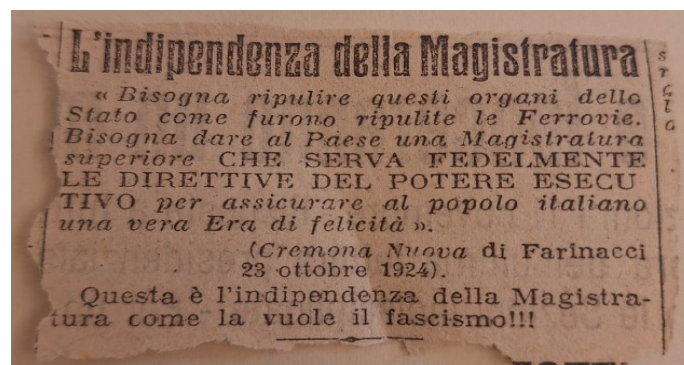 L'indipendenza della Magistratura
« Bisogna ripulire questi organi dello
Stato come furono ripulite le Ferrovie.
Bisogna dare al Paese una Magistratura
superiore CHE SERVA FEDELMENTE
LE DIRETTIVE DEL POTERE ESECU
TIVO per assicurare al popolo italiano
una vera Era di felicità ».
(Cremona Nuova di Farinacci
23 ottobre 1924).
Questa è l'indipendenza della Magistra-
tura come la vuole il fascismo!!!